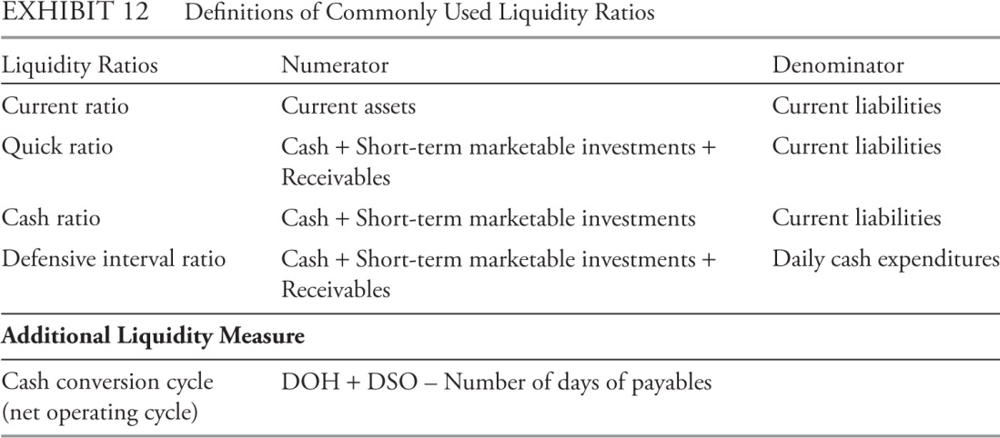 EXHIBIT 12 Definitions of Commonly Used Liquidity Ratios
Liquidity Ratios Numerator Denominator
Current ratio Current assets Current liabilities
Quick ratio Cash + Short-term marketable investments + Current liabilities
Receivables
Cash ratio Cash + Short-term marketable investments Current liabilities
Defensive interval ratio Cash + Short-term marketable investments + Daily cash expenditures
Receivables
Additional Liquidity Measure
Cash conversion cycle DOH + DSO – Number of days of payables
(net operating cycle)